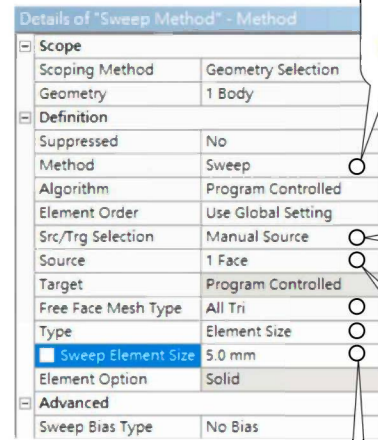 Details of "Sweep Method" - Method
Scope
Scoping Method Geometry Selection
Geometry 1 Body
Definition
Suppressed No
Method Sweep
Algorithm Program Controlled
Element Order Use Global Setting
Src/Trg Selection Manual Source
Source 1 Face
Target Program Controlled
Free Face Mesh Type All Tri
Type Element Size
Sweep Element Size 5.0 mm
Element Option Solid
Advanced
Sweep Bias Type No Bias